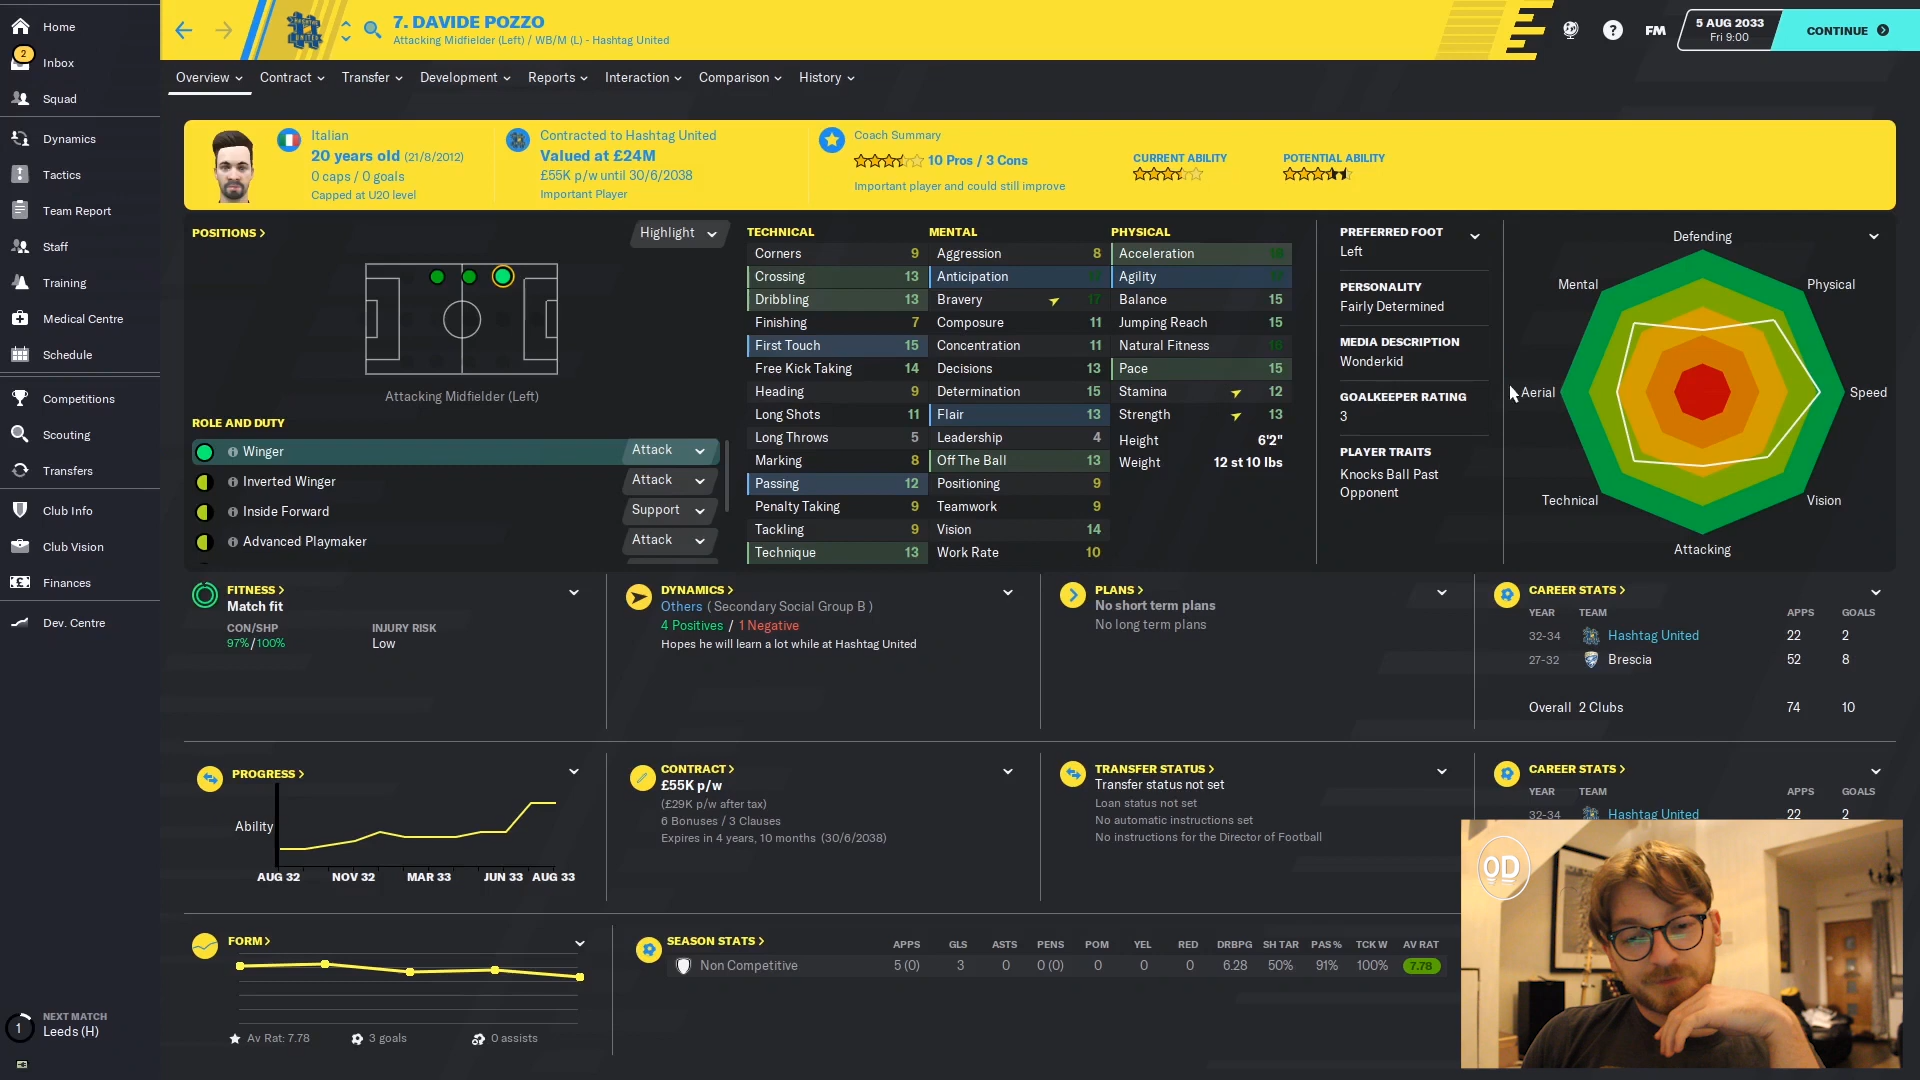 Home
2
Inbox
Squad
Dynamics
Tactics
Team Report
Staff
Training
Medical Centre
Schedule
Competitions
Scouting
Transfers
Club Info
Club Vision
Finances
Dev. Centre
1
NEXT MATCH
Leeds (H)
7. DAVIDE POZZO
Attacking Midfielder (Left) / WB/M (L) - Hashtag United
?
FM
5 AUG 2033
Fri 9:00
CONTINUE
Overview
Contract
Transfer
Development
Reports
Interaction
Comparison
History
Italian
20 years old (21/8/2012)
0 caps / 0 goals
Capped at U20 level
Contracted to Hashtag United
Valued at £24M
£55K p/w until 30/6/2038
Important Player
Coach Summary
10 Pros / 3 Cons
Important player and could still improve
CURRENT ABILITY
POTENTIAL ABILITY
POSITIONS >
Highlight
Attacking Midfielder (Left)
ROLE AND DUTY
Winger Attack
Inverted Winger Attack
Inside Forward Support
Advanced Playmaker Attack
TECHNICAL
Corners 9
Crossing 13
Dribbling 13
Finishing 7
First Touch 15
Free Kick Taking 14
Heading 9
Long Shots 11
Long Throws 5
Marking 8
Passing 12
Penalty Taking 9
Tackling 9
Technique 13
MENTAL
Aggression 8
Anticipation
Bravery 17
Composure 11
Concentration 11
Decisions 13
Determination 15
Flair 13
Leadership 4
Off The Ball 13
Positioning 9
Teamwork 9
Vision 14
Work Rate 10
PHYSICAL
Acceleration
Agility
Balance 15
Jumping Reach 15
Natural Fitness
Pace 15
Stamina 12
Strength 13
Height 6'2"
Weight 12 st 10 lbs
PREFERRED FOOT
Left
PERSONALITY
Fairly Determined
MEDIA DESCRIPTION
Wonderkid
GOALKEEPER RATING
3
PLAYER TRAITS
Knocks Ball Past
Opponent
Defending
Physical
Speed
Vision
Attacking
Technical
Aerial
Mental
FITNESS >
Match fit
CON/SHP
97%/100%
INJURY RISK
Low
DYNAMICS >
Others ( Secondary Social Group B )
4 Positives / 1 Negative
Hopes he will learn a lot while at Hashtag United
PLANS >
No short term plans
No long term plans
CAREER STATS >
YEAR TEAM APPS GOALS
32-34 Hashtag United 22 2
27-32 Brescia 52 8
Overall 2 Clubs 74 10
PROGRESS >
Ability
AUG 32 NOV 32 MAR 33 JUN 33 AUG 33
CONTRACT >
£55K p/w
(£29K p/w after tax)
6 Bonuses / 3 Clauses
Expires in 4 years, 10 months (30/6/2038)
TRANSFER STATUS >
Transfer status not set
Loan status not set
No automatic instructions set
No instructions for the Director of Football
CAREER STATS >
YEAR TEAM APPS GOALS
32-34 Hashtag United 22 2
FORM >
Av Rat: 7.78
3 goals
0 assists
SEASON STATS >
APPS GLS ASTS PENS POM YEL RED DRBPG SH TAR PAS % TCK W AV RAT
Non Competitive 5 (0) 3 0 0 (0) 0 0 0 6.28 50% 91% 100% 7.78
OD